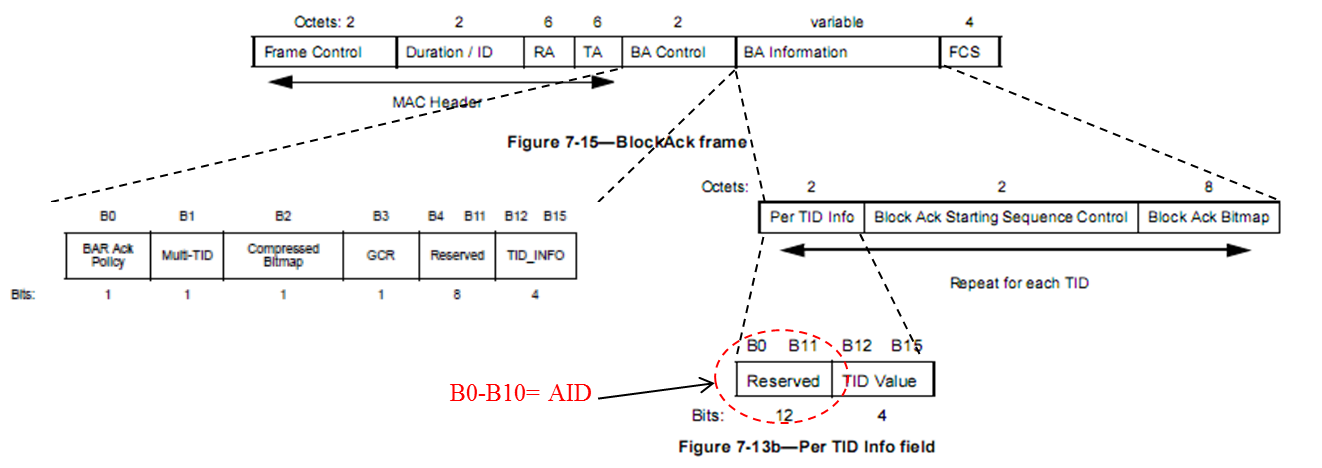 Octets: 2 2 6 6 2 variable 4
Frame Control Duration / ID RA TA BA Control BA Information FCS
MAC Header
Figure 7-15—BlockAck frame
Octets: 2 2 8
Per TID Info Block Ack Starting Sequence Control Block Ack Bitmap
Repeat for each TID
B0 B1 B2 B3 B4 B11 B12 B15
BAR Ack Policy Multi-TID Compressed Bitmap GCR Reserved TID_INFO
Bits: 1 1 1 1 8 4
B0 B11 B12 B15
B0-B10= AID
Reserved TID Value
Bits: 12 4
Figure 7-13b—Per TID Info field